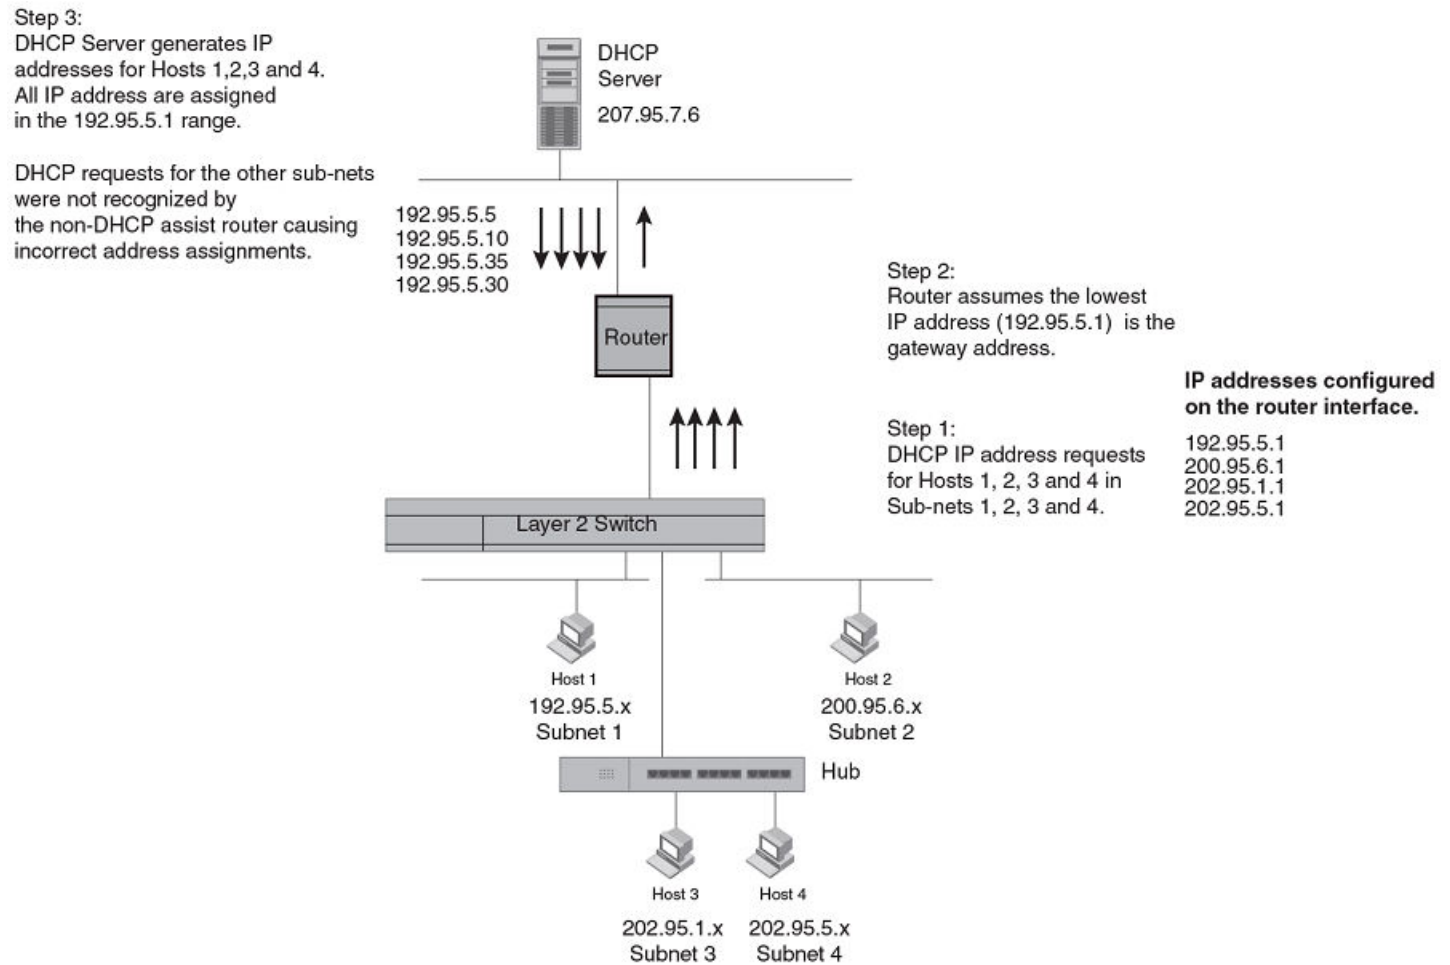 Step 3:
DHCP Server generates IP
addresses for Hosts 1,2,3 and 4.
All IP address are assigned
in the 192.95.5.1 range.
DHCP requests for the other sub-nets
were not recognized by
the non-DHCP assist router causing
incorrect address assignments.
DHCP
Server
207.95.7.6
192.95.5.5
192.95.5.10
192.95.5.35
192.95.5.30
Router
Step 2:
Router assumes the lowest
IP address (192.95.5.1) is the
gateway address.
IP addresses configured
on the router interface.
192.95.5.1
200.95.6.1
202.95.1.1
202.95.5.1
Step 1:
DHCP IP address requests
for Hosts 1, 2, 3 and 4 in
Sub-nets 1, 2, 3 and 4.
Layer 2 Switch
Host 1
192.95.5.x
Subnet 1
Host 2
200.95.6.x
Subnet 2
Hub
Host 3
202.95.1.x
Subnet 3
Host 4
202.95.5.x
Subnet 4